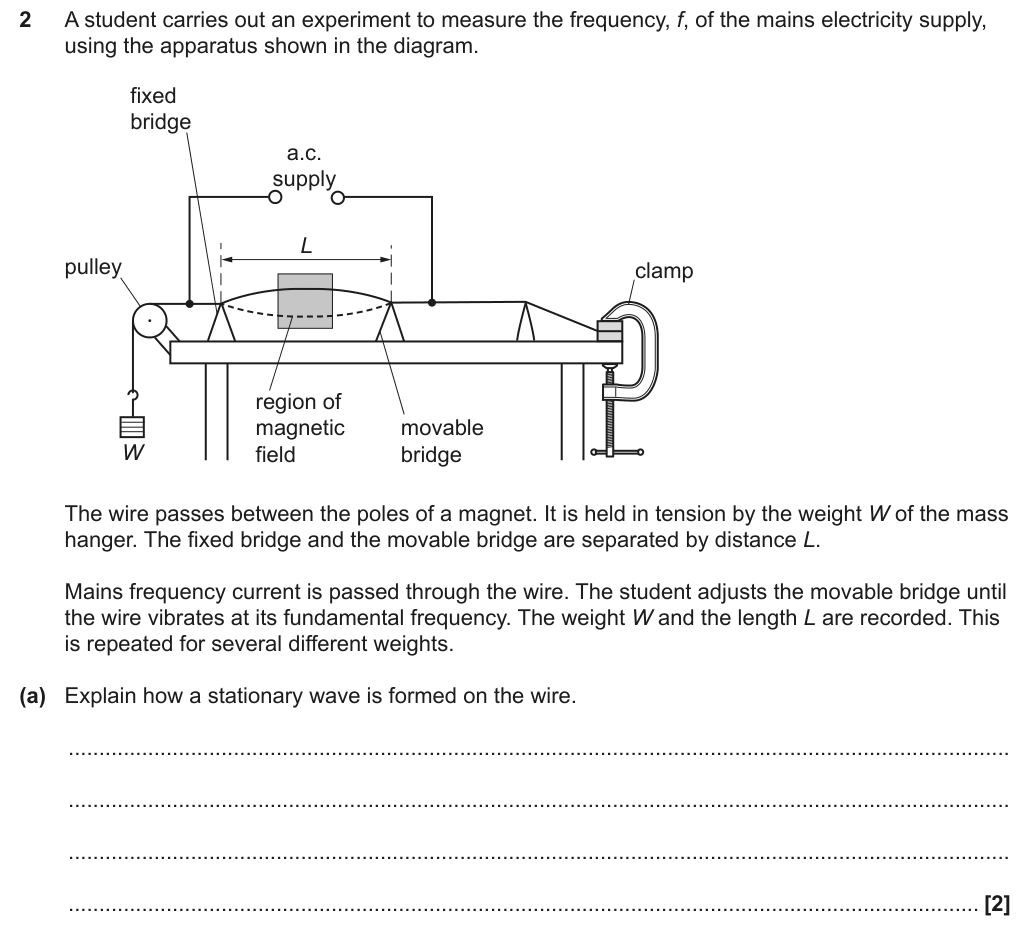 2 A student carries out an experiment to measure the frequency, f, of the mains electricity supply,
using the apparatus shown in the diagram.
fixed
bridge
a.c.
supply
L
pulley
clamp
region of
magnetic
field
movable
bridge
W
The wire passes between the poles of a magnet. It is held in tension by the weight W of the mass
hanger. The fixed bridge and the movable bridge are separated by distance L.
Mains frequency current is passed through the wire. The student adjusts the movable bridge until
the wire vibrates at its fundamental frequency. The weight W and the length L are recorded. This
is repeated for several different weights.
(a) Explain how a stationary wave is formed on the wire.
[2]